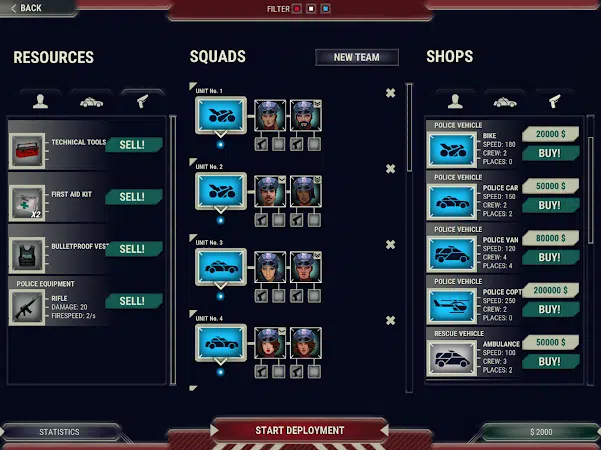 BACK
FILTER
RESOURCES
SQUADS
NEW TEAM
SHOPS
TECHNICAL TOOLS
SELL!
FIRST AID KIT
X2
SELL!
BULLETPROOF VEST
SELL!
POLICE EQUIPMENT
RIFLE
DAMAGE: 20
FIRESPEED: 2/s
SELL!
UNIT No. 1
UNIT No. 2
UNIT No. 3
UNIT No. 4
POLICE VEHICLE
BIKE
SPEED: 180
CREW: 2
PLACES: 0
20000 $
BUY!
POLICE VEHICLE
POLICE CAR
SPEED: 150
CREW: 2
PLACES: 2
50000 $
BUY!
POLICE VEHICLE
POLICE VAN
SPEED: 120
CREW: 4
PLACES: 4
80000 $
BUY!
POLICE VEHICLE
POLICE COPT
SPEED: 250
CREW: 2
PLACES: 0
200000 $
BUY!
RESCUE VEHICLE
AMBULANCE
SPEED: 100
CREW: 3
PLACES: 2
50000 $
BUY!
STATISTICS
START DEPLOYMENT
$ 2000